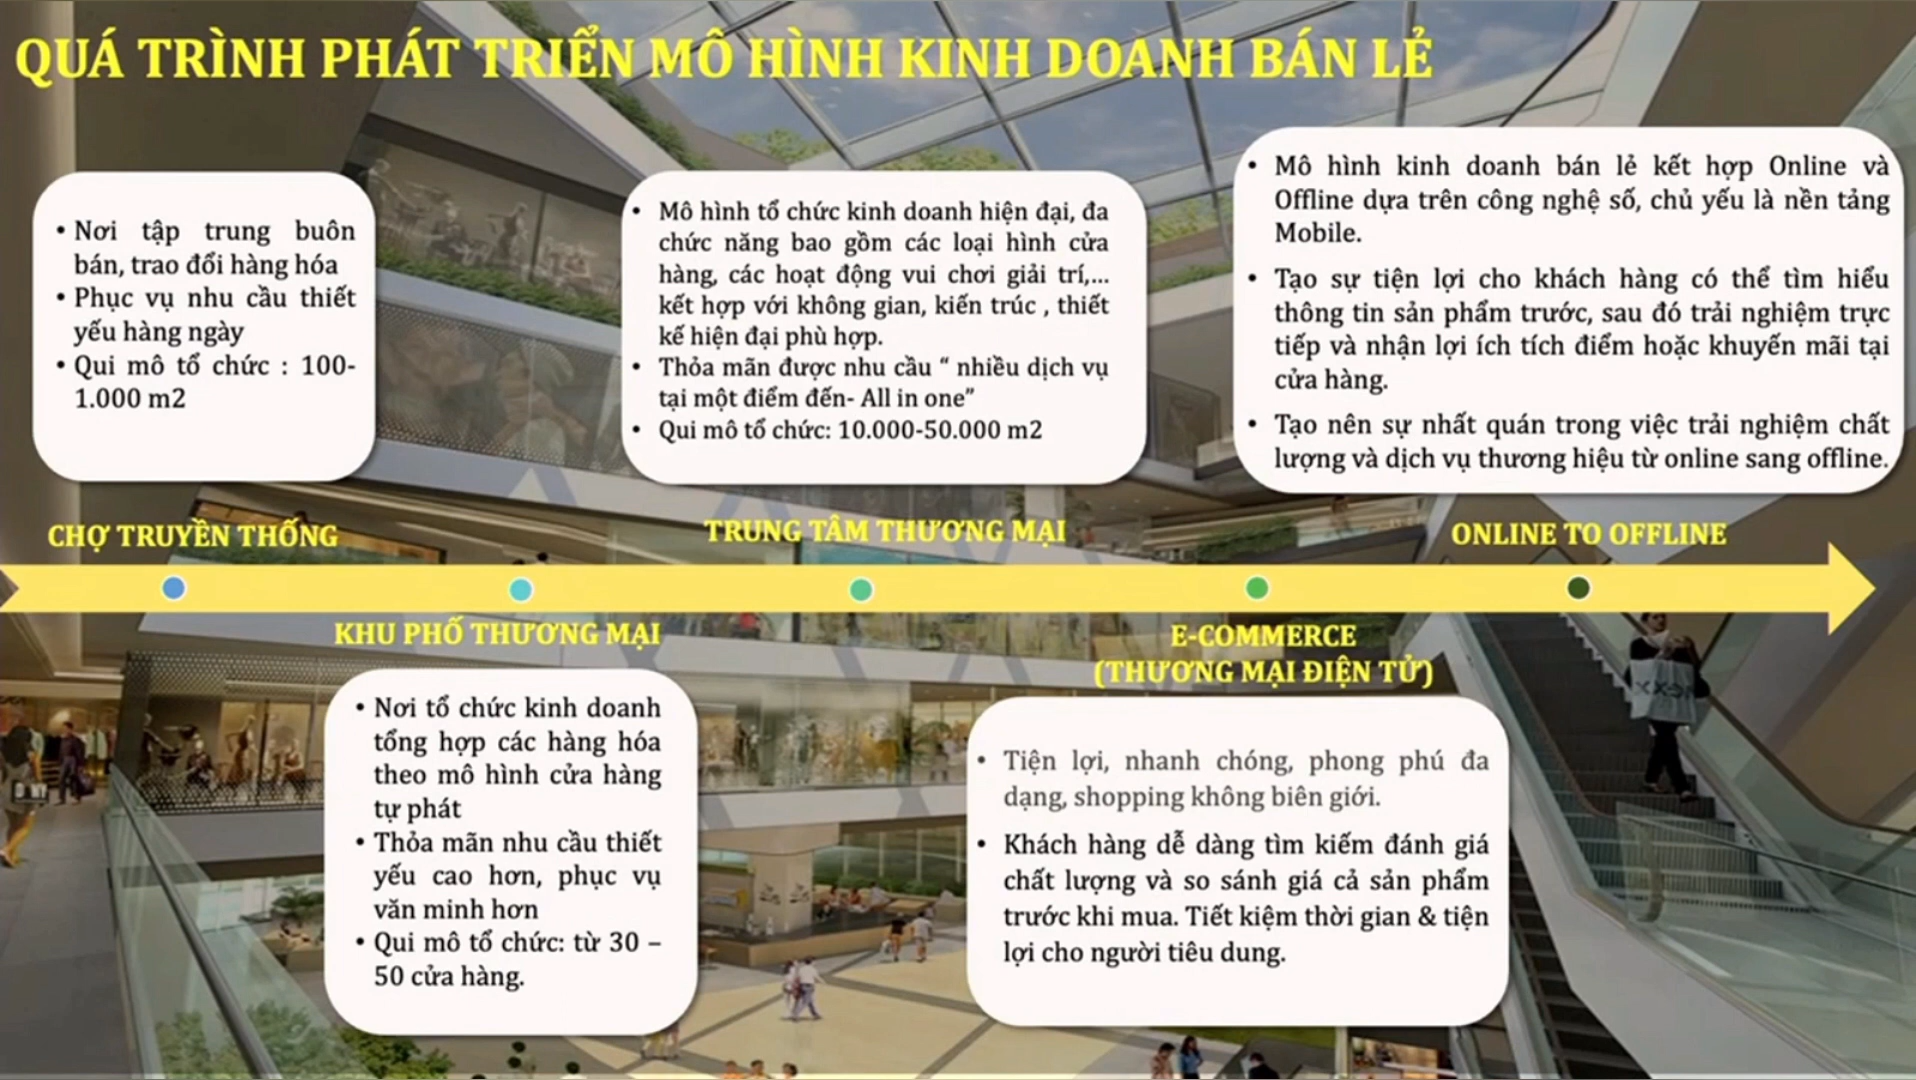 QUÁ TRÌNH PHÁT TRIỂN MÔ HÌNH KINH DOANH BÁN LẺ
• Nơi tập trung buôn
bán, trao đổi hàng hóa
• Phục vụ nhu cầu thiết
yếu hàng ngày
• Qui mô tổ chức : 100-
1.000 m2
CHỢ TRUYỀN THỐNG
KHU PHỐ THƯƠNG MẠI
• Nơi tổ chức kinh doanh
tổng hợp các hàng hóa
theo mô hình cửa hàng
tự phát
• Thỏa mãn nhu cầu thiết
yếu cao hơn, phục vụ
văn minh hơn
• Qui mô tổ chức: từ 30 –
50 cửa hàng.
• Mô hình tổ chức kinh doanh hiện đại, đa
chức năng bao gồm các loại hình cửa
hàng, các hoạt động vui chơi giải trí,...
kết hợp với không gian, kiến trúc , thiết
kế hiện đại phù hợp.
• Thỏa mãn được nhu cầu “ nhiều dịch vụ
tại một điểm đến- All in one”
• Qui mô tổ chức: 10.000-50.000 m2
TRUNG TÂM THƯƠNG MẠI
E-COMMERCE
(THƯƠNG MẠI ĐIỆN TỬ)
• Tiện lợi, nhanh chóng, phong phú đa
dạng, shopping không biên giới.
• Khách hàng dễ dàng tìm kiếm đánh giá
chất lượng và so sánh giá cả sản phẩm
trước khi mua. Tiết kiệm thời gian & tiện
lợi cho người tiêu dung.
• Mô hình kinh doanh bán lẻ kết hợp Online và
Offline dựa trên công nghệ số, chủ yếu là nền tảng
Mobile.
• Tạo sự tiện lợi cho khách hàng có thể tìm hiểu
thông tin sản phẩm trước, sau đó trải nghiệm trực
tiếp và nhận lợi ích tích điểm hoặc khuyến mãi tại
cửa hàng.
• Tạo nên sự nhất quán trong việc trải nghiệm chất
lượng và dịch vụ thương hiệu từ online sang offline.
ONLINE TO OFFLINE